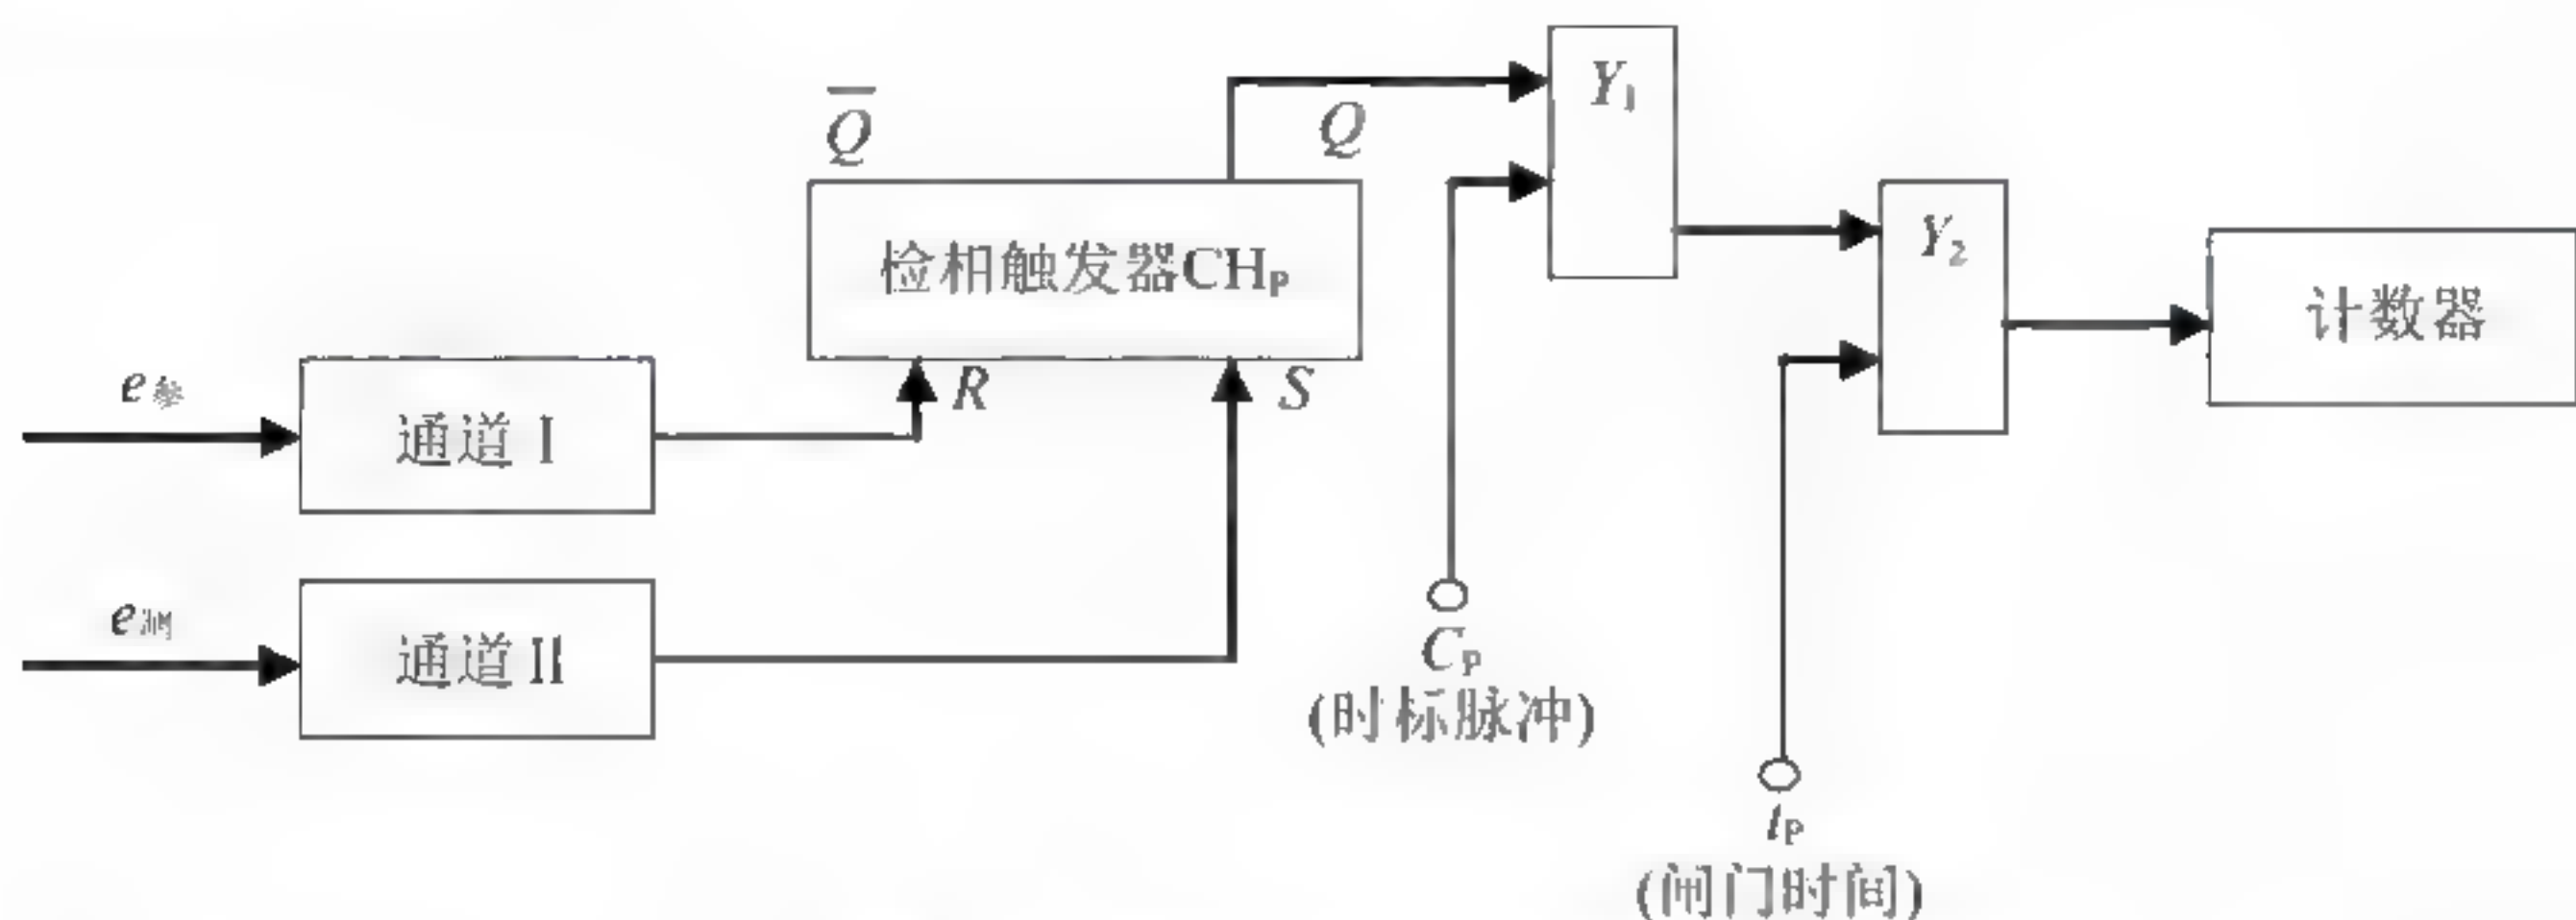 Q̅
Q
Y₁
检相触发器CHₚ
Y₂
计数器
e参
R
S
通道 I
e测
通道 II
Cₚ
(时标脉冲)
tₚ
(闸门时间)